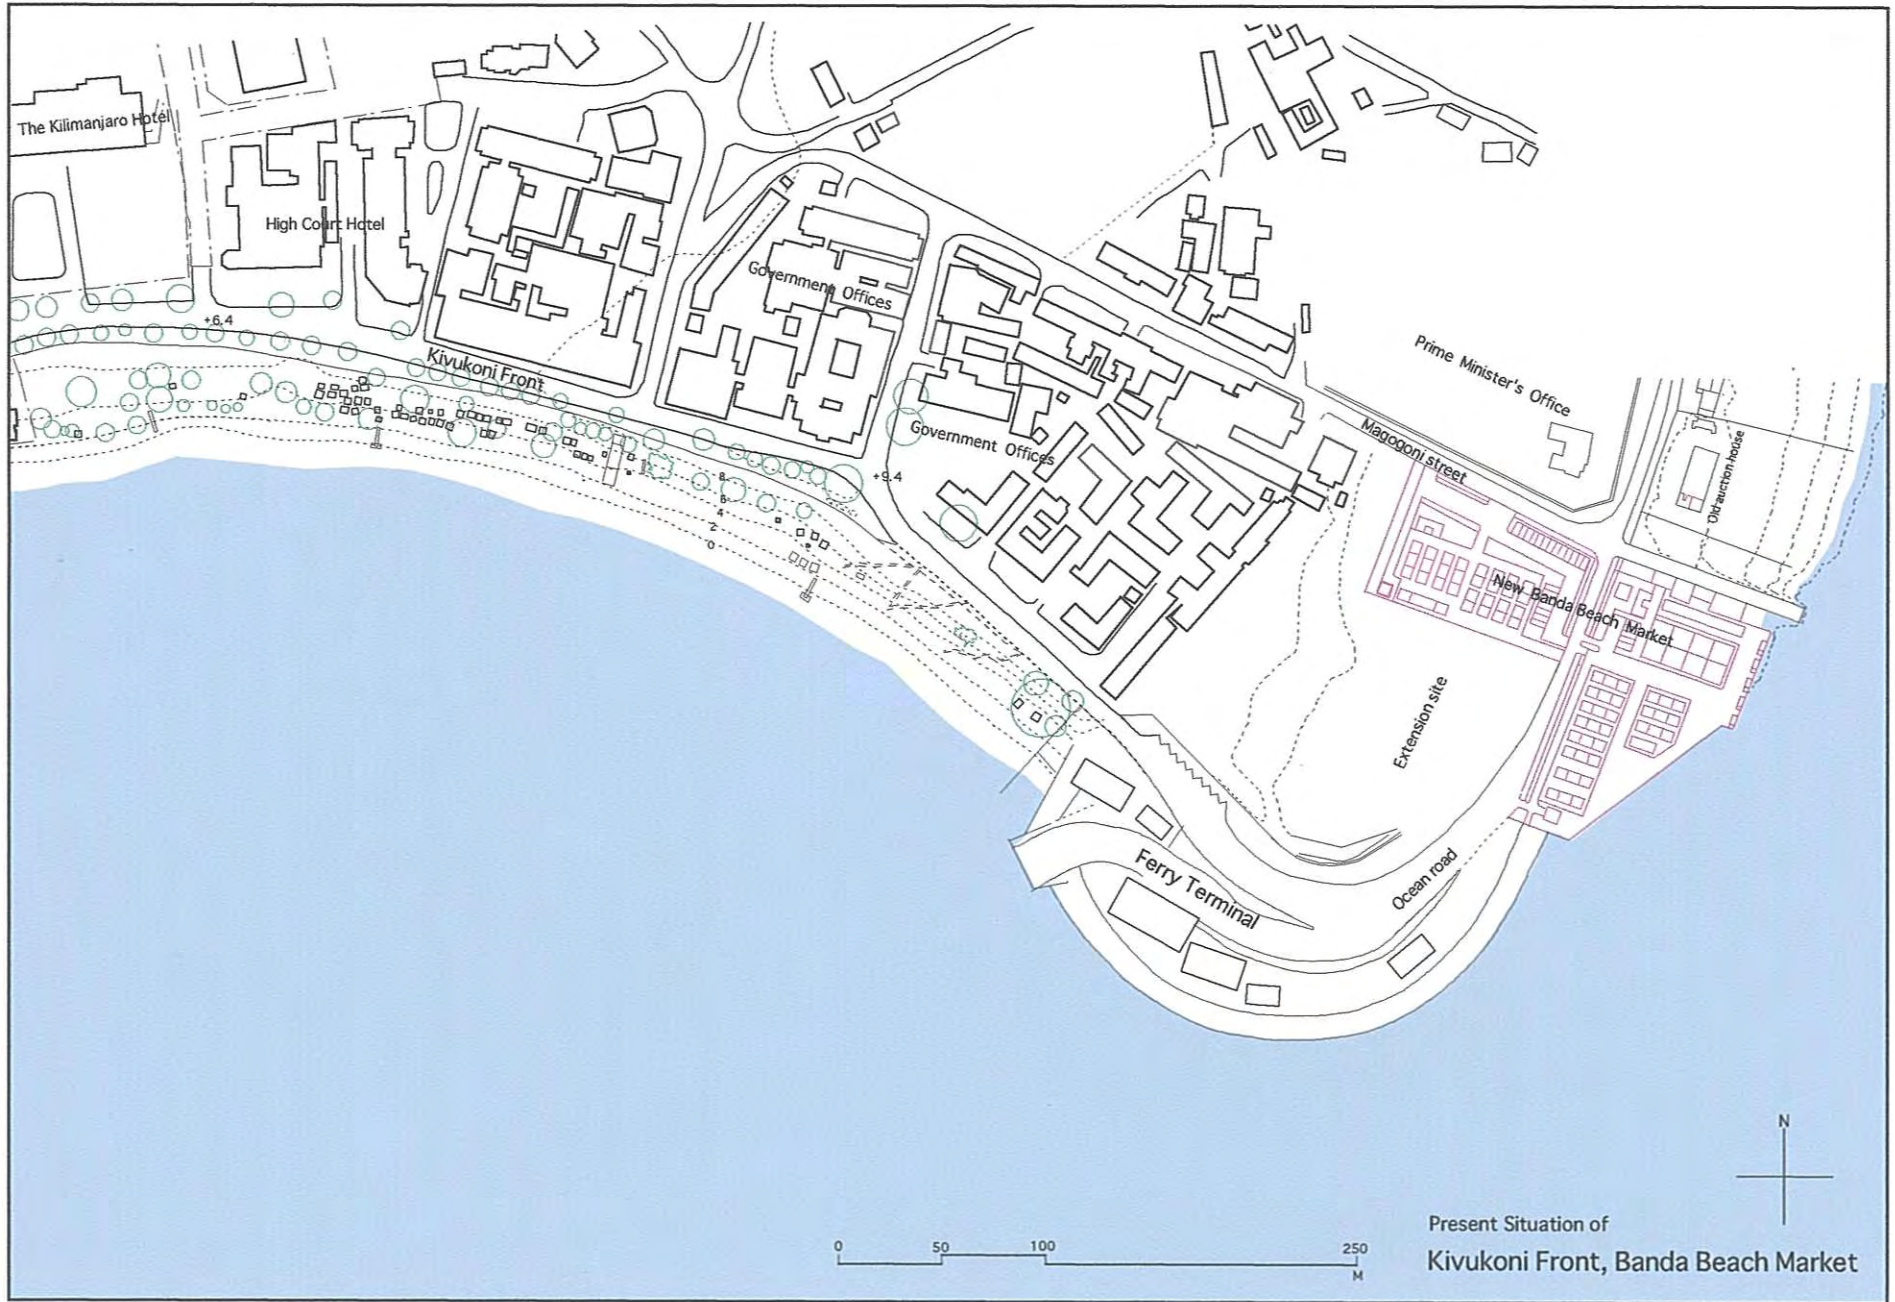 The Kilimanjaro Hotel
High Court Hotel
+6.4
Kivukoni Front
Government Offices
Government Offices
+9.4
8
6
4
2
0
Prime Minister's Office
Magogoni street
Old auction house
New Banda Beach Market
Extension site
Ocean road
Ferry Terminal
N
0 50 100 250
M
Present Situation of
Kivukoni Front, Banda Beach Market